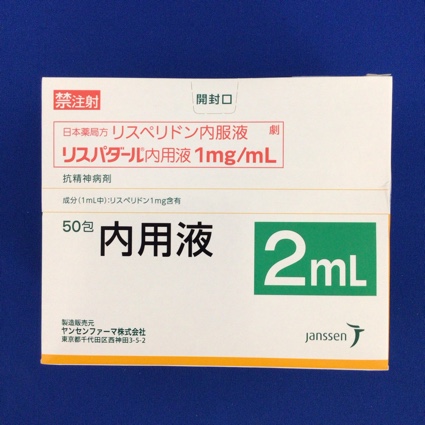 禁注射
開封口
日本薬局方 リスペリドン内服液 劇
リスパダール内用液 1mg/mL
抗精神病剤
成分(1mL中):リスペリドン1mg含有
50包 内用液
2mL
製造販売元
ヤンセンファーマ株式会社
東京都千代田区西神田3-5-2
janssen